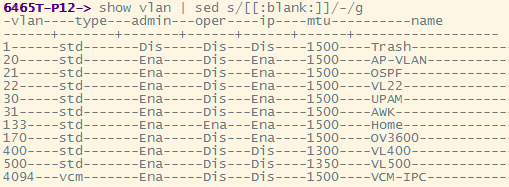 6465T-P12-> show vlan | sed s/[[:blank:]]/-/g
-vlan----type---admin---oper----ip----mtu----------name
------+-------+-------+------+------+------+------------------
1------std-------Dis---Dis---Dis----1500----Trash-------------
20-----std-------Ena---Dis---Ena----1500----AP-VLAN-----------
21-----std-------Ena---Dis---Ena----1500----OSPF--------------
22-----std-------Ena---Dis---Ena----1500----VL22--------------
30-----std-------Ena---Dis---Ena----1500----UPAM--------------
31-----std-------Ena---Dis---Ena----1500----AWK---------------
133----std-------Ena---Ena---Ena----1500----Home--------------
170----std-------Ena---Dis---Ena----1500----OV3600------------
400----std-------Ena---Dis---Dis----1300----VL400-------------
500----std-------Ena---Dis---Dis----1350----VL500-------------
4094---vcm-------Ena---Dis---Dis----1500----VCM-IPC-----------